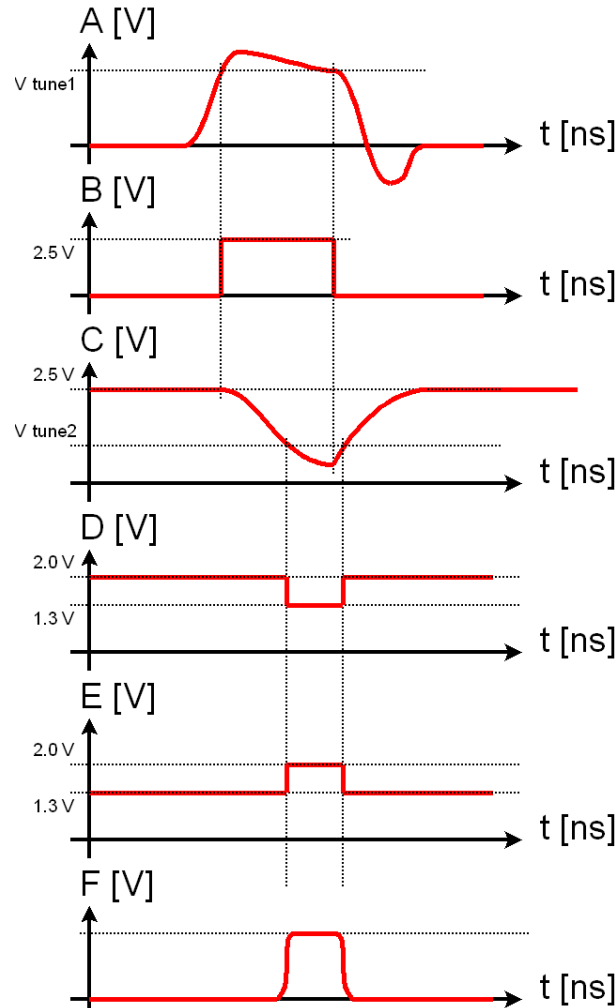 A [V]
V tune1
t [ns]
B [V]
2.5 V
t [ns]
C [V]
2.5 V
V tune2
t [ns]
D [V]
2.0 V
1.3 V
t [ns]
E [V]
2.0 V
1.3 V
t [ns]
F [V]
t [ns]